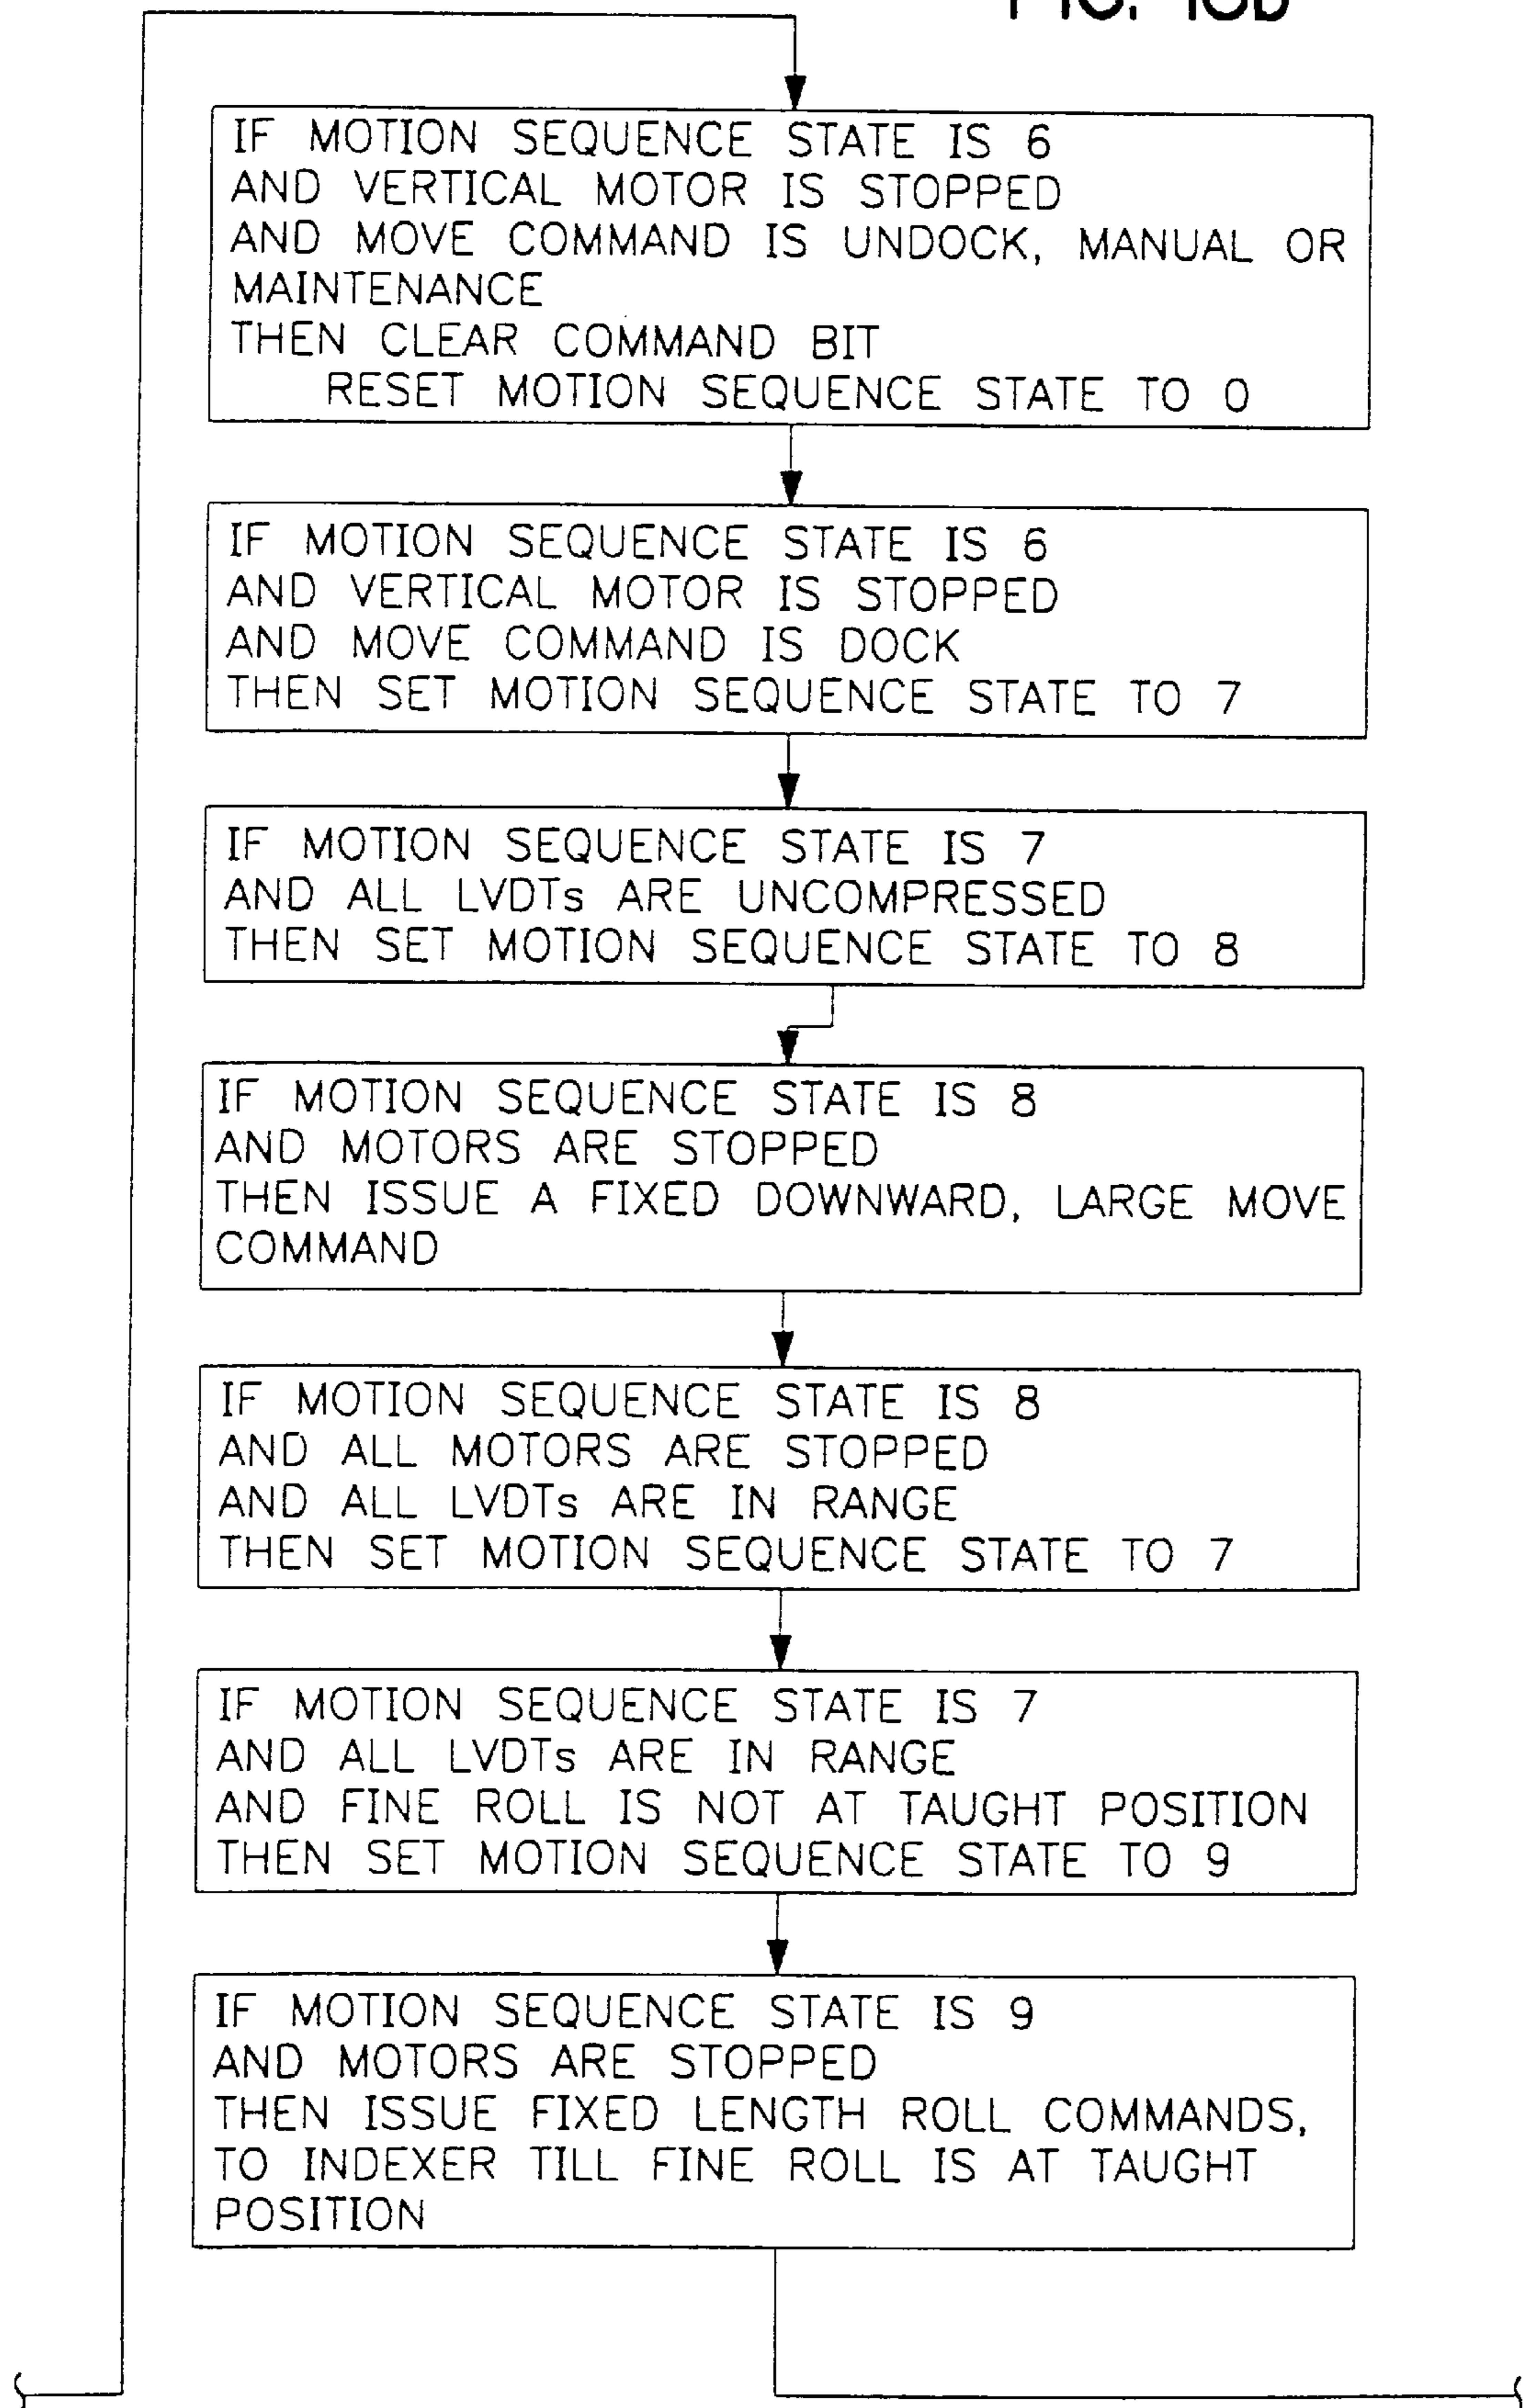 IF MOTION SEQUENCE STATE IS 6
AND VERTICAL MOTOR IS STOPPED
AND MOVE COMMAND IS UNDOCK, MANUAL OR
MAINTENANCE
THEN CLEAR COMMAND BIT
RESET MOTION SEQUENCE STATE TO 0
IF MOTION SEQUENCE STATE IS 6
AND VERTICAL MOTOR IS STOPPED
AND MOVE COMMAND IS DOCK
THEN SET MOTION SEQUENCE STATE TO 7
IF MOTION SEQUENCE STATE IS 7
AND ALL LVDTs ARE UNCOMPRESSED
THEN SET MOTION SEQUENCE STATE TO 8
IF MOTION SEQUENCE STATE IS 8
AND MOTORS ARE STOPPED
THEN ISSUE A FIXED DOWNWARD, LARGE MOVE
COMMAND
IF MOTION SEQUENCE STATE IS 8
AND ALL MOTORS ARE STOPPED
AND ALL LVDTs ARE IN RANGE
THEN SET MOTION SEQUENCE STATE TO 7
IF MOTION SEQUENCE STATE IS 7
AND ALL LVDTs ARE IN RANGE
AND FINE ROLL IS NOT AT TAUGHT POSITION
THEN SET MOTION SEQUENCE STATE TO 9
IF MOTION SEQUENCE STATE IS 9
AND MOTORS ARE STOPPED
THEN ISSUE FIXED LENGTH ROLL COMMANDS,
TO INDEXER TILL FINE ROLL IS AT TAUGHT
POSITION